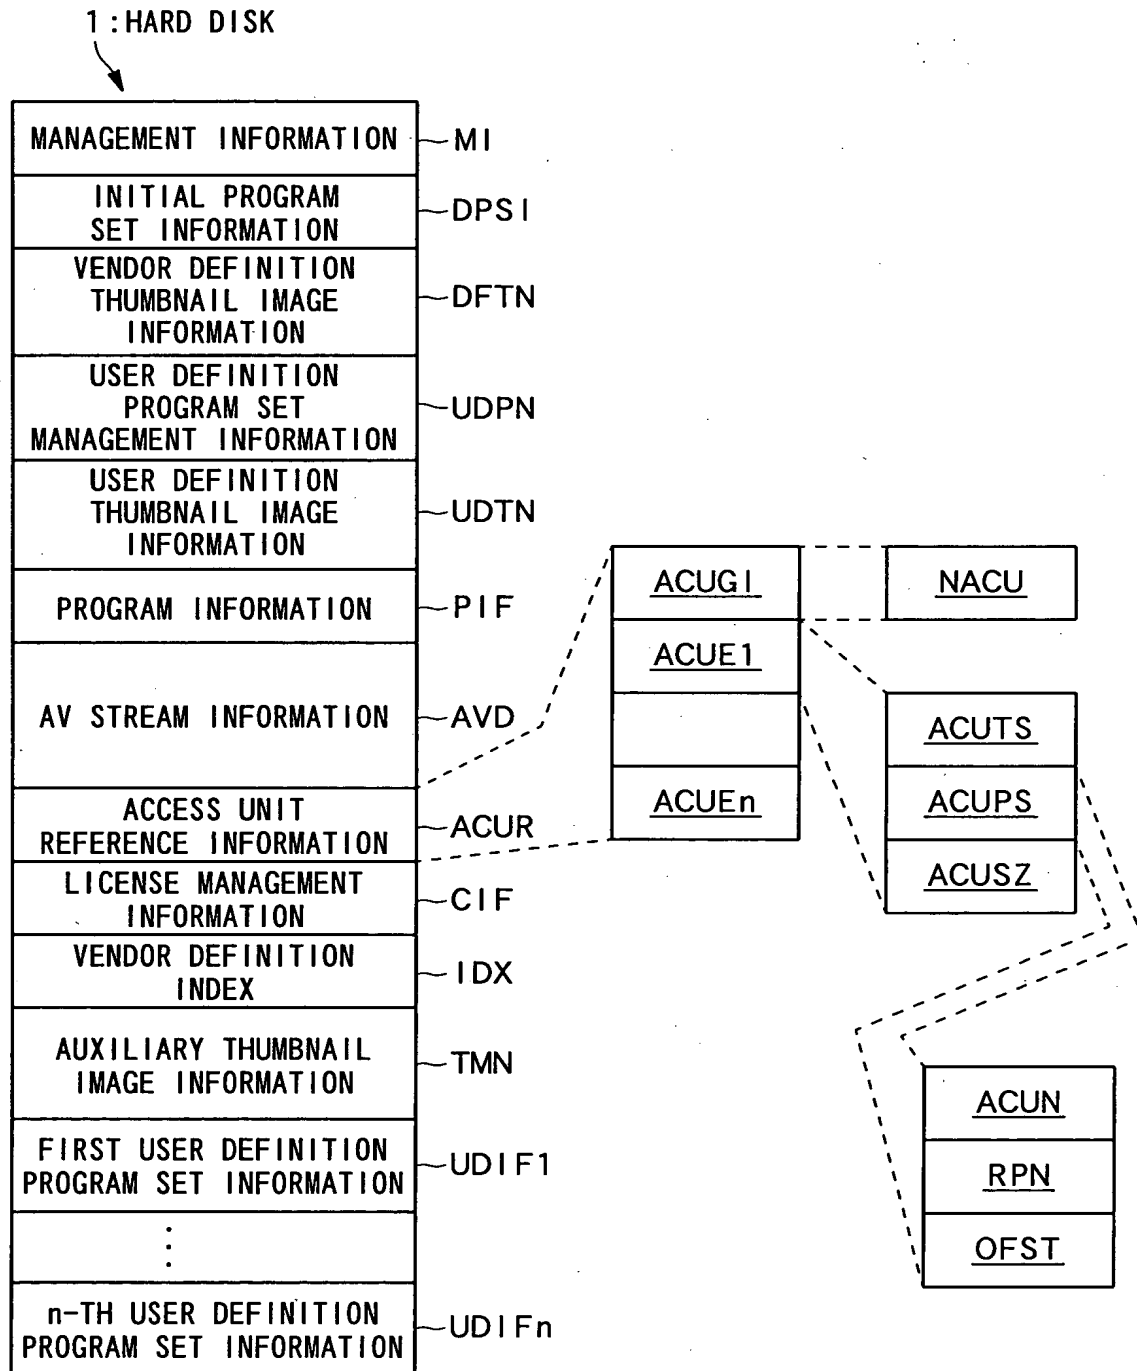 1 : HARD DISK
MANAGEMENT INFORMATION
MI
INITIAL PROGRAM
SET INFORMATION
DPSI
VENDOR DEFINITION
THUMBNAIL IMAGE
INFORMATION
DFTN
USER DEFINITION
PROGRAM SET
MANAGEMENT INFORMATION
UDPN
USER DEFINITION
THUMBNAIL IMAGE
INFORMATION
UDTN
PROGRAM INFORMATION
PIF
AV STREAM INFORMATION
AVD
ACCESS UNIT
REFERENCE INFORMATION
ACUR
LICENSE MANAGEMENT
INFORMATION
CIF
VENDOR DEFINITION
INDEX
IDX
AUXILIARY THUMBNAIL
IMAGE INFORMATION
TMN
FIRST USER DEFINITION
PROGRAM SET INFORMATION
UDIF1
n-TH USER DEFINITION
PROGRAM SET INFORMATION
UDIFn
ACUGI
ACUE1
ACUEn
NACU
ACUTS
ACUPS
ACUSZ
ACUN
RPN
OFST